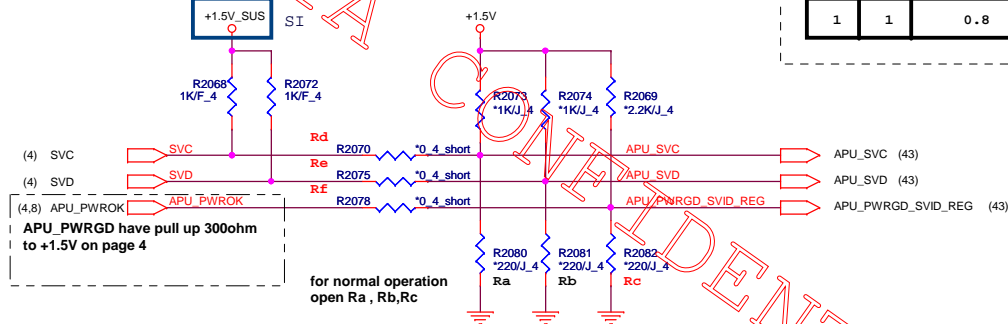 +1.5V_SUS
SI
+1.5V
1 1 0.8
R2068
1K/F_4
R2072
1K/F_4
R2073
*1K/J_4
R2074
*1K/J_4
R2069
*2.2K/J_4
Rd
(4) SVC
SVC
R2070
*0_4_short
APU_SVC
APU_SVC (43)
Re
(4) SVD
SVD
R2075
*0_4_short
APU_SVD
APU_SVD (43)
Rf
(4,8) APU_PWROK
APU_PWROK
R2078
*0_4_short
APU_PWRGD_SVID_REG
APU_PWRGD_SVID_REG (43)
APU_PWRGD have pull up 300ohm
to +1.5V on page 4
R2080
*220/J_4
Ra
R2081
*220/J_4
Rb
R2082
*220/J_4
Rc
for normal operation
open Ra , Rb,Rc
A
CONFIDENT